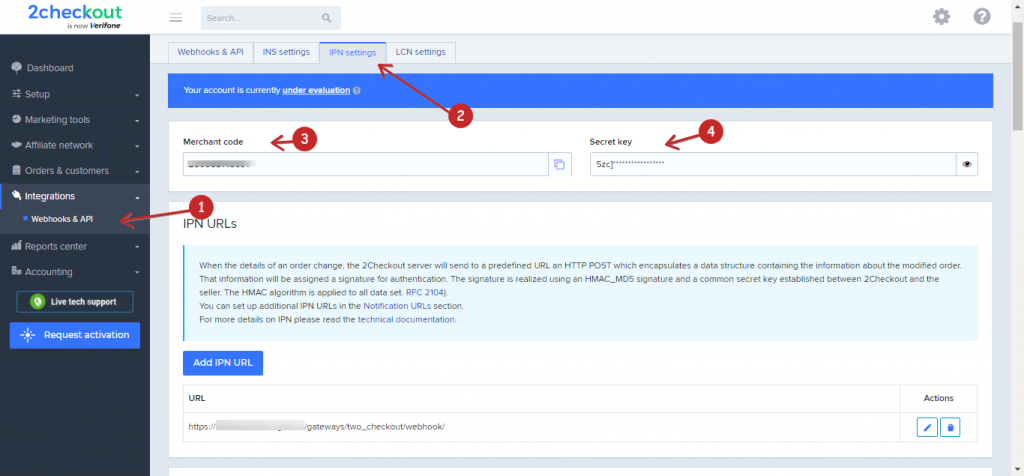 2checkout
is now Verifone
Search...
Webhooks & API
INS settings
IPN settings
LCN settings
Dashboard
Setup
Marketing tools
Affiliate network
Orders & customers
Integrations
Webhooks & API
Reports center
Accounting
Live tech support
Request activation
Your account is currently under evaluation
2
3
4
1
Merchant code
Secret key
5zc]*****************
IPN URLs
When the details of an order change, the 2Checkout server will send to a predefined URL an HTTP POST which encapsulates a data structure containing the information about the modified order.
That information will be assigned a signature for authentication. The signature is realized using an HMAC_MD5 signature and a common secret key established between 2Checkout and the
seller. The HMAC algorithm is applied to all data set. RFC 2104).
You can set up additional IPN URLs in the Notification URLs section.
For more details on IPN please read the technical documentation.
Add IPN URL
URL
Actions
https:// /gateways/two_checkout/webhook/